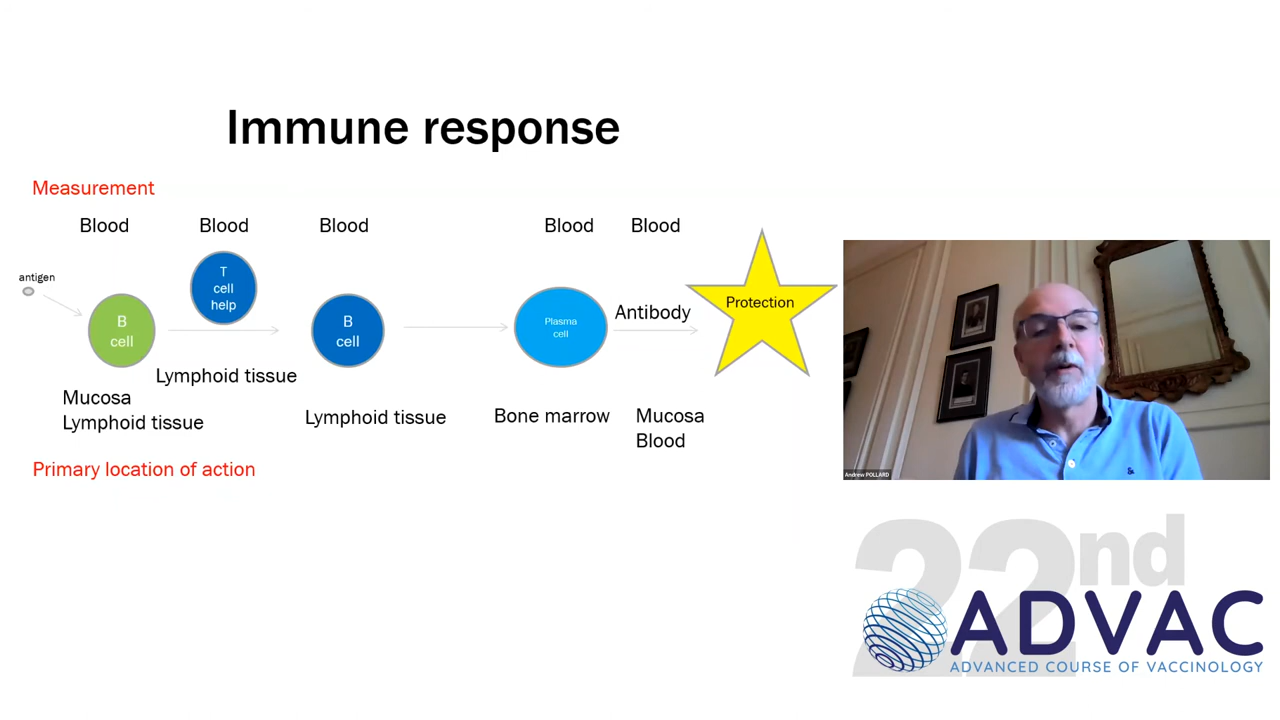 Immune response
Measurement
Blood
Blood
Blood
Blood
Blood
antigen
B
cell
T
cell
help
B
cell
Plasma
cell
Antibody
Protection
Lymphoid tissue
Mucosa
Lymphoid tissue
Lymphoid tissue
Bone marrow
Mucosa
Blood
Primary location of action
Andrew POLLARD
22nd
ADVAC
ADVANCED COURSE OF VACCINOLOGY